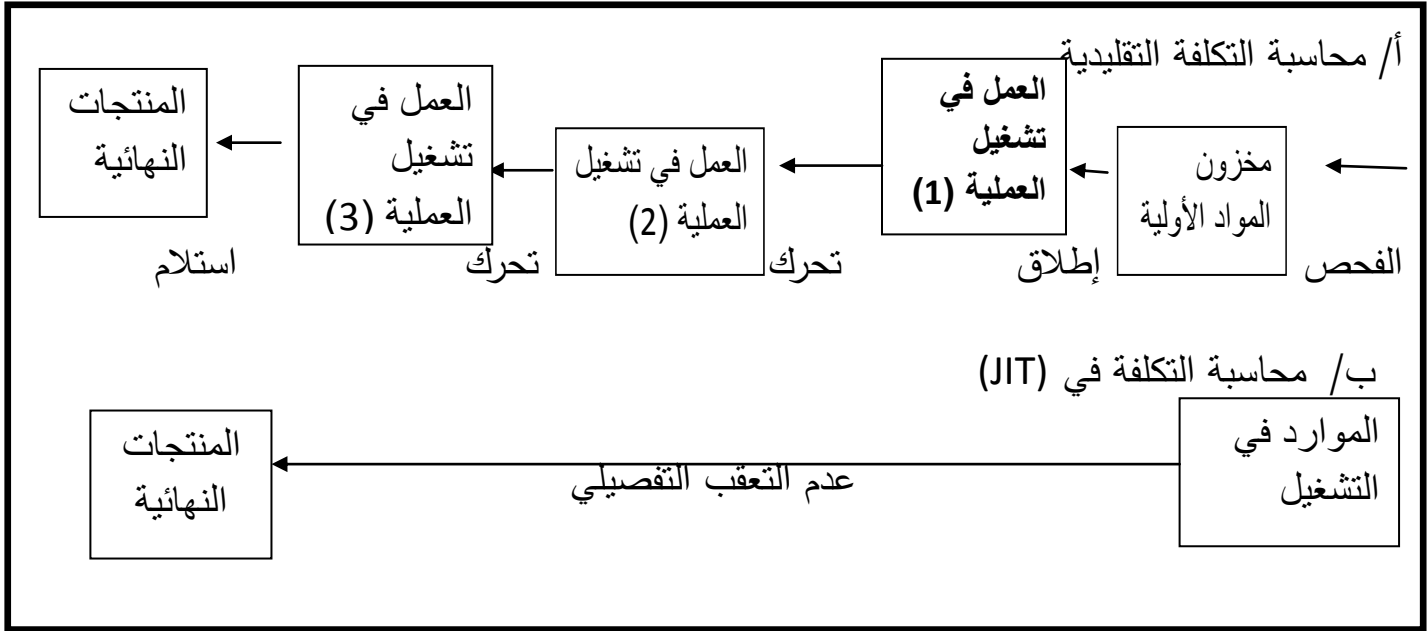 أ/ محاسبة التكلفة التقليدية
مخزون
المواد الأولية
العمل في
تشغيل
العملية (1)
العمل في تشغيل
العملية (2)
العمل في
تشغيل
العملية (3)
المنتجات
النهائية
الفحص
إطلاق
تحرك
تحرك
استلام
ب/ محاسبة التكلفة في (JIT)
الموارد في
التشغيل
عدم التعقب التفصيلي
المنتجات
النهائية